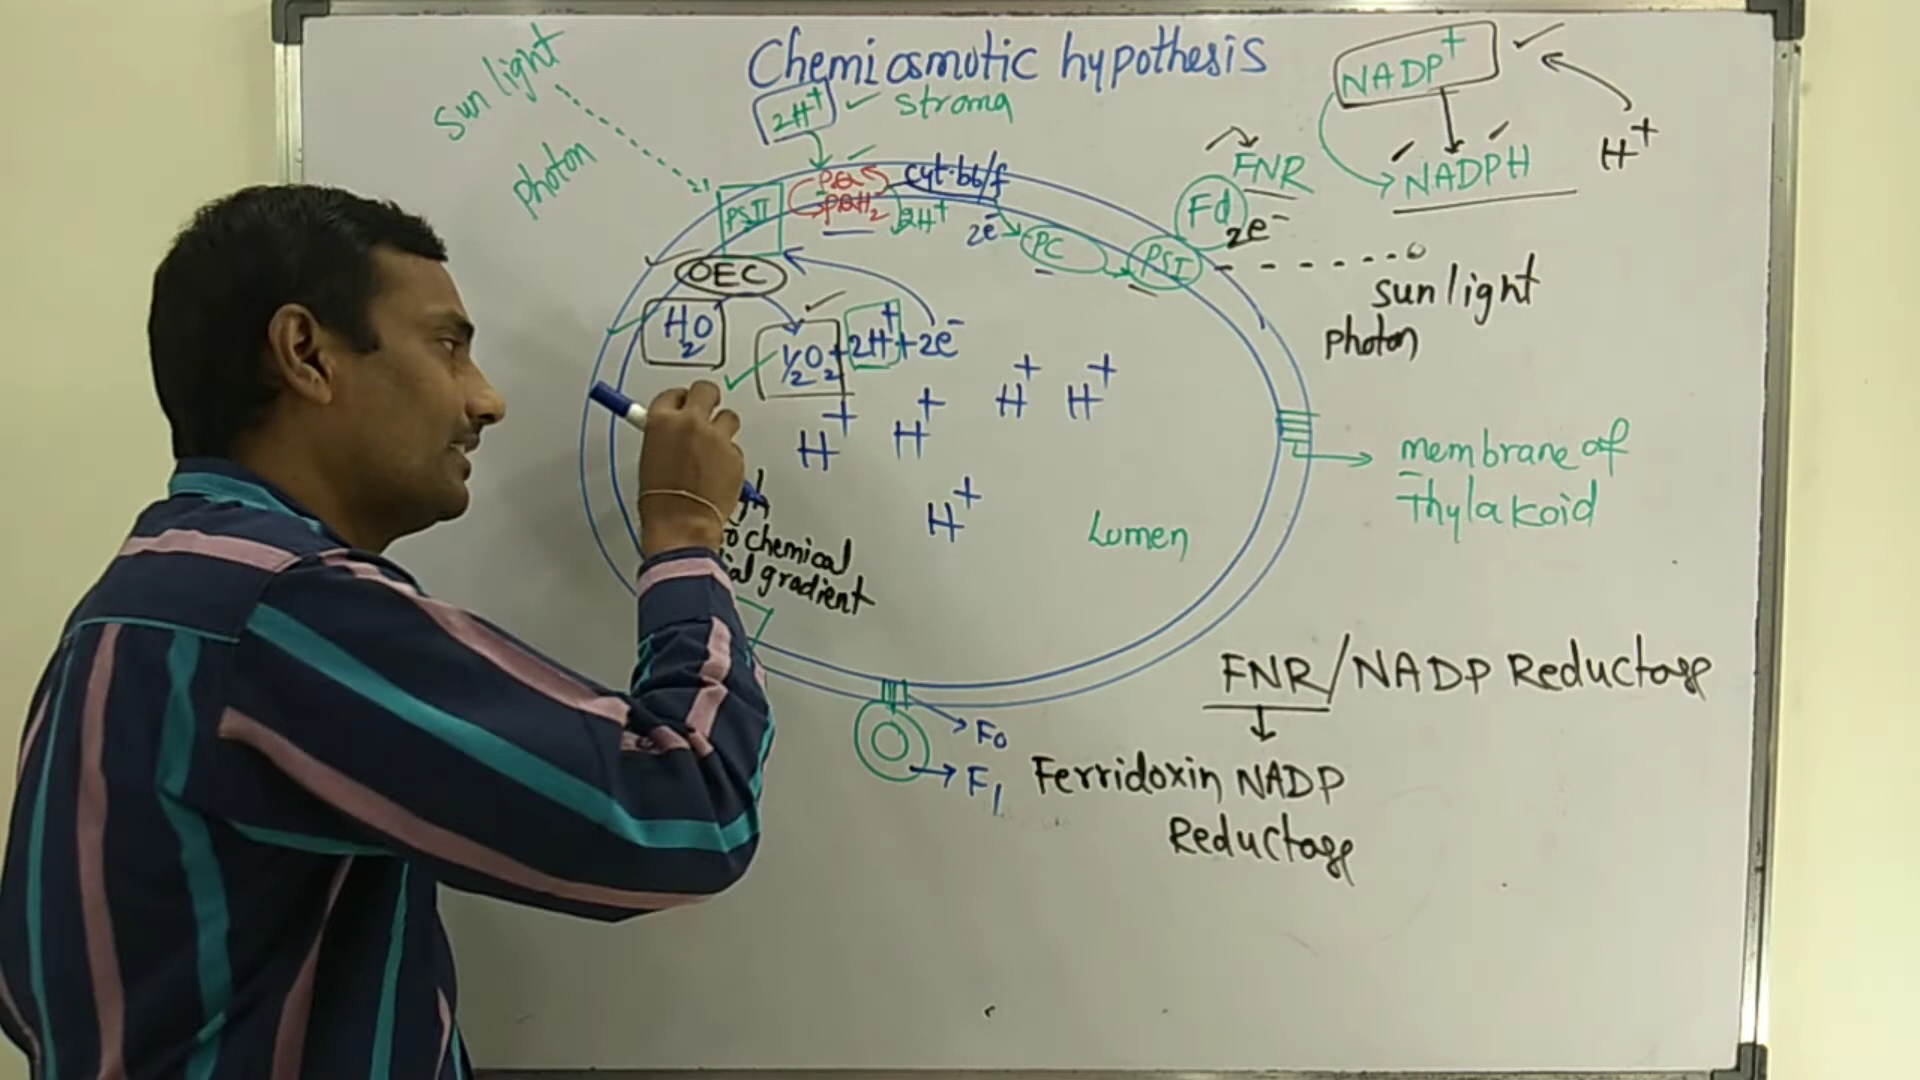 Chemiosmotic hypothesis
sun light
photon
2H+
stroma
NADP+
H+
NADPH
FNR
Fd
2e-
PSII
PQ
PQH2
cyt.b6/f
2H+
2e-
PC
PSI
sunlight
photon
OEC
H2O
½O2+2H++2e-
H+
H+
H+
H+
H+
Lumen
chemical
gradient
membrane of
Thylakoid
FNR/NADP Reductase
Ferridoxin NADP
Reductase
F0
F1